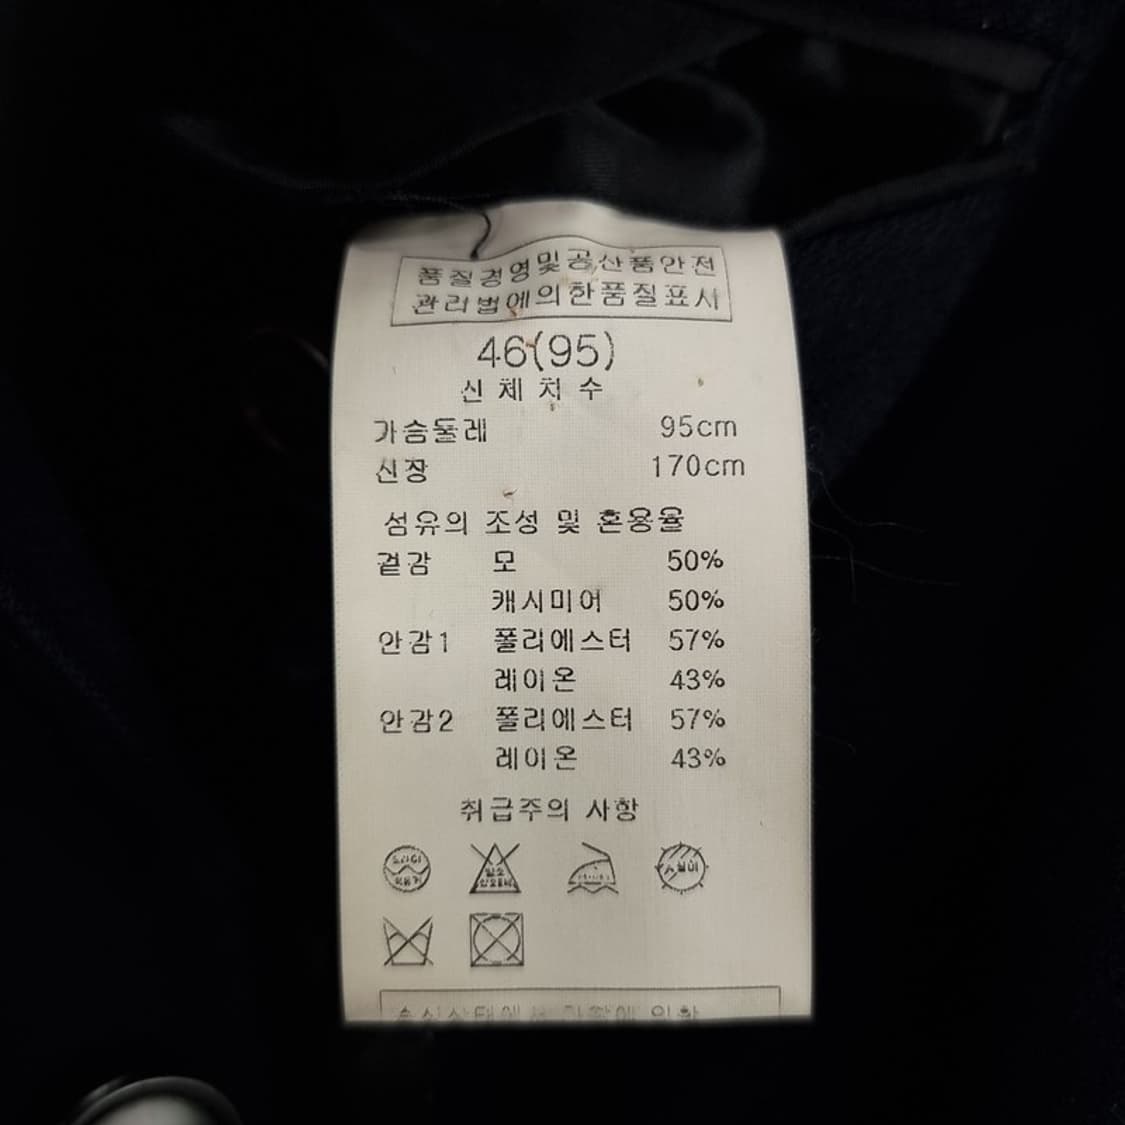 품질경영및공산품안전
관리법에의한품질표시
46(95)
신체치수
가슴둘레 95cm
신장 170cm
섬유의 조성 및 혼용율
겉감 모 50%
캐시미어 50%
안감1 폴리에스터 57%
레이온 43%
안감2 폴리에스터 57%
레이온 43%
취급주의 사항
드라이